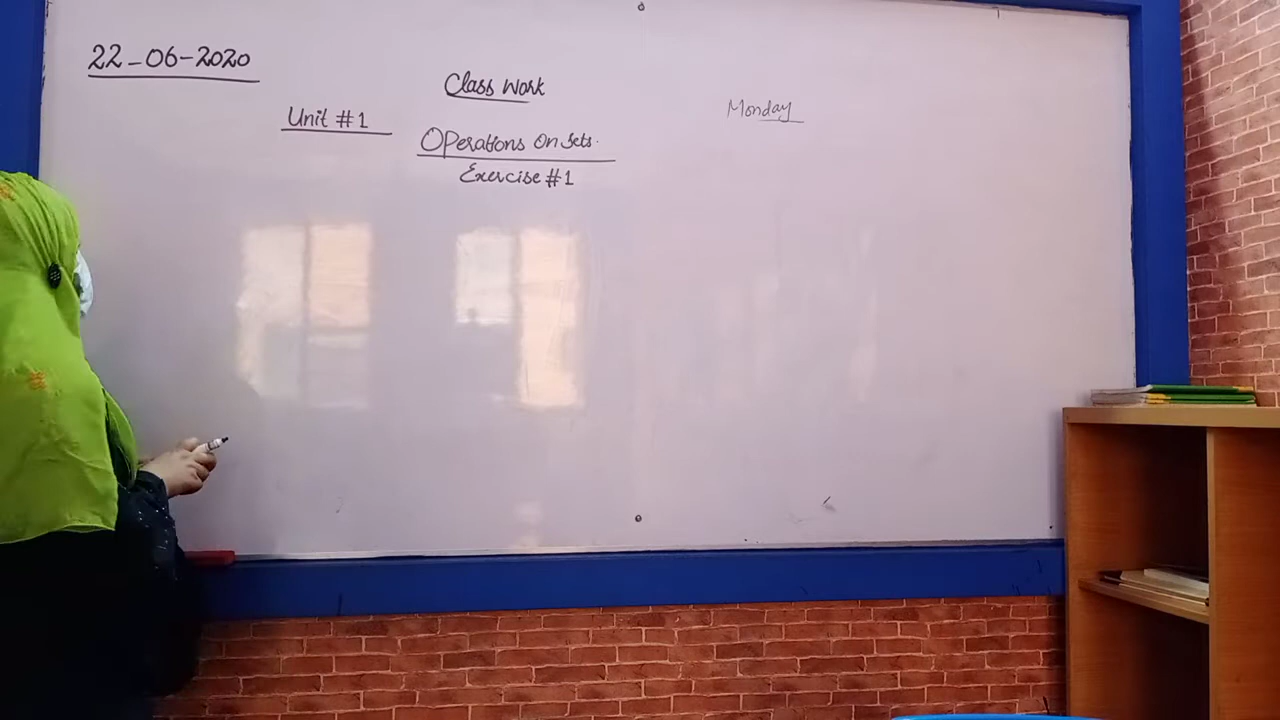 22-06-2020
Class Work
Monday
Unit #1
Operations On Sets.
Exercise #1